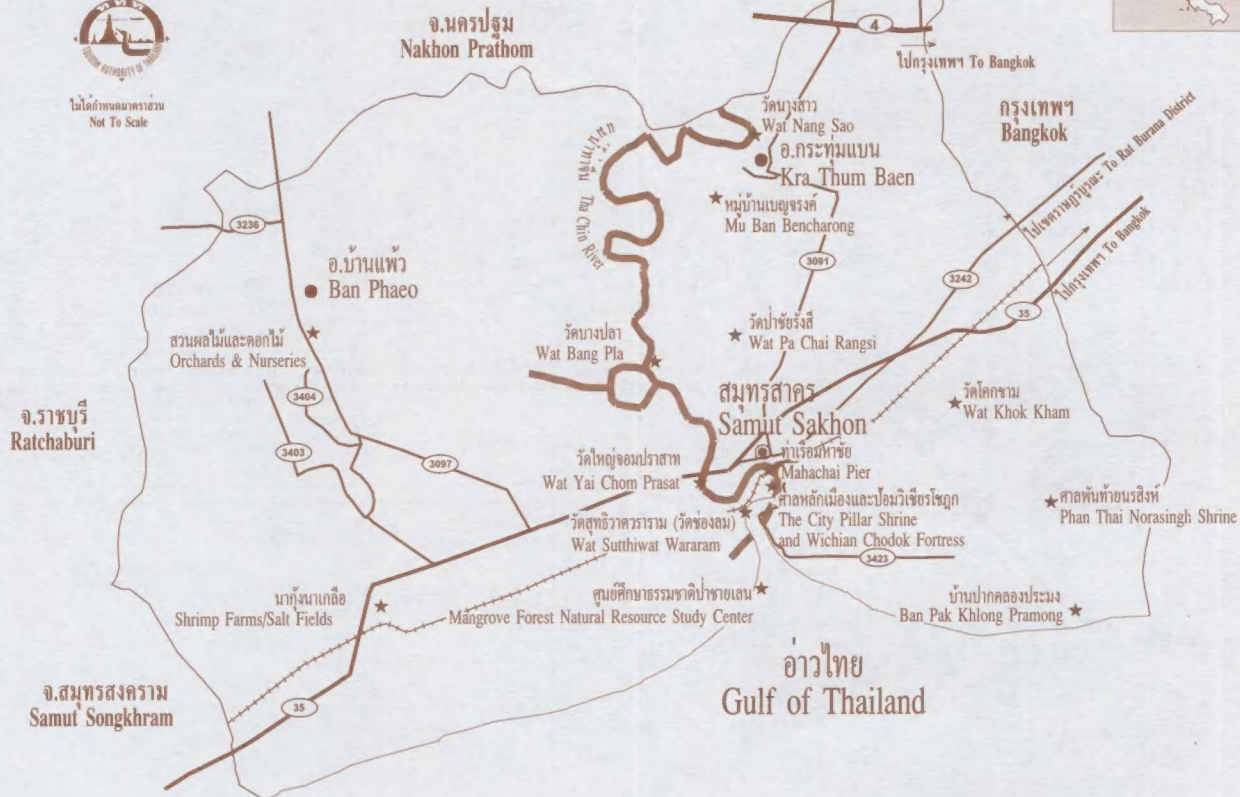 ททท
TOURISM AUTHORITY OF THAILAND
ไม่ได้กำหนดมาตราส่วน
Not To Scale
จ.นครปฐม
Nakhon Prathom
4
ไปกรุงเทพฯ To Bangkok
กรุงเทพฯ
Bangkok
วัดนางสาว
Wat Nang Sao
อ.กระทุ่มแบน
Kra Thum Baen
แม่น้ำท่าจีน Tha Chin River
หมู่บ้านเบญจรงค์
Mu Ban Bencharong
ไปเขตราษฎร์บูรณะ To Rat Burana District
ไปกรุงเทพฯ To Bangkok
3236
3091
3242
35
อ.บ้านแพ้ว
Ban Phaeo
สวนผลไม้และดอกไม้
Orchards & Nurseries
วัดบางปลา
Wat Bang Pla
วัดป่าชัยรังสี
Wat Pa Chai Rangsi
สมุทรสาคร
Samut Sakhon
วัดโคกขาม
Wat Khok Kham
จ.ราชบุรี
Ratchaburi
3404
3403
3097
วัดใหญ่จอมปราสาท
Wat Yai Chom Prasat
ท่าเรือมหาชัย
Mahachai Pier
ศาลหลักเมืองและป้อมวิเชียรโชฎก
The City Pillar Shrine
and Wichian Chodok Fortress
ศาลพันท้ายนรสิงห์
Phan Thai Norasingh Shrine
วัดสุทธิวาตวราราม (วัดช่องลม)
Wat Sutthiwat Wararam
3423
นากุ้งนาเกลือ
Shrimp Farms/Salt Fields
ศูนย์ศึกษาธรรมชาติป่าชายเลน
Mangrove Forest Natural Resource Study Center
บ้านปากคลองประมง
Ban Pak Khlong Pramong
อ่าวไทย
Gulf of Thailand
จ.สมุทรสงคราม
Samut Songkhram
35